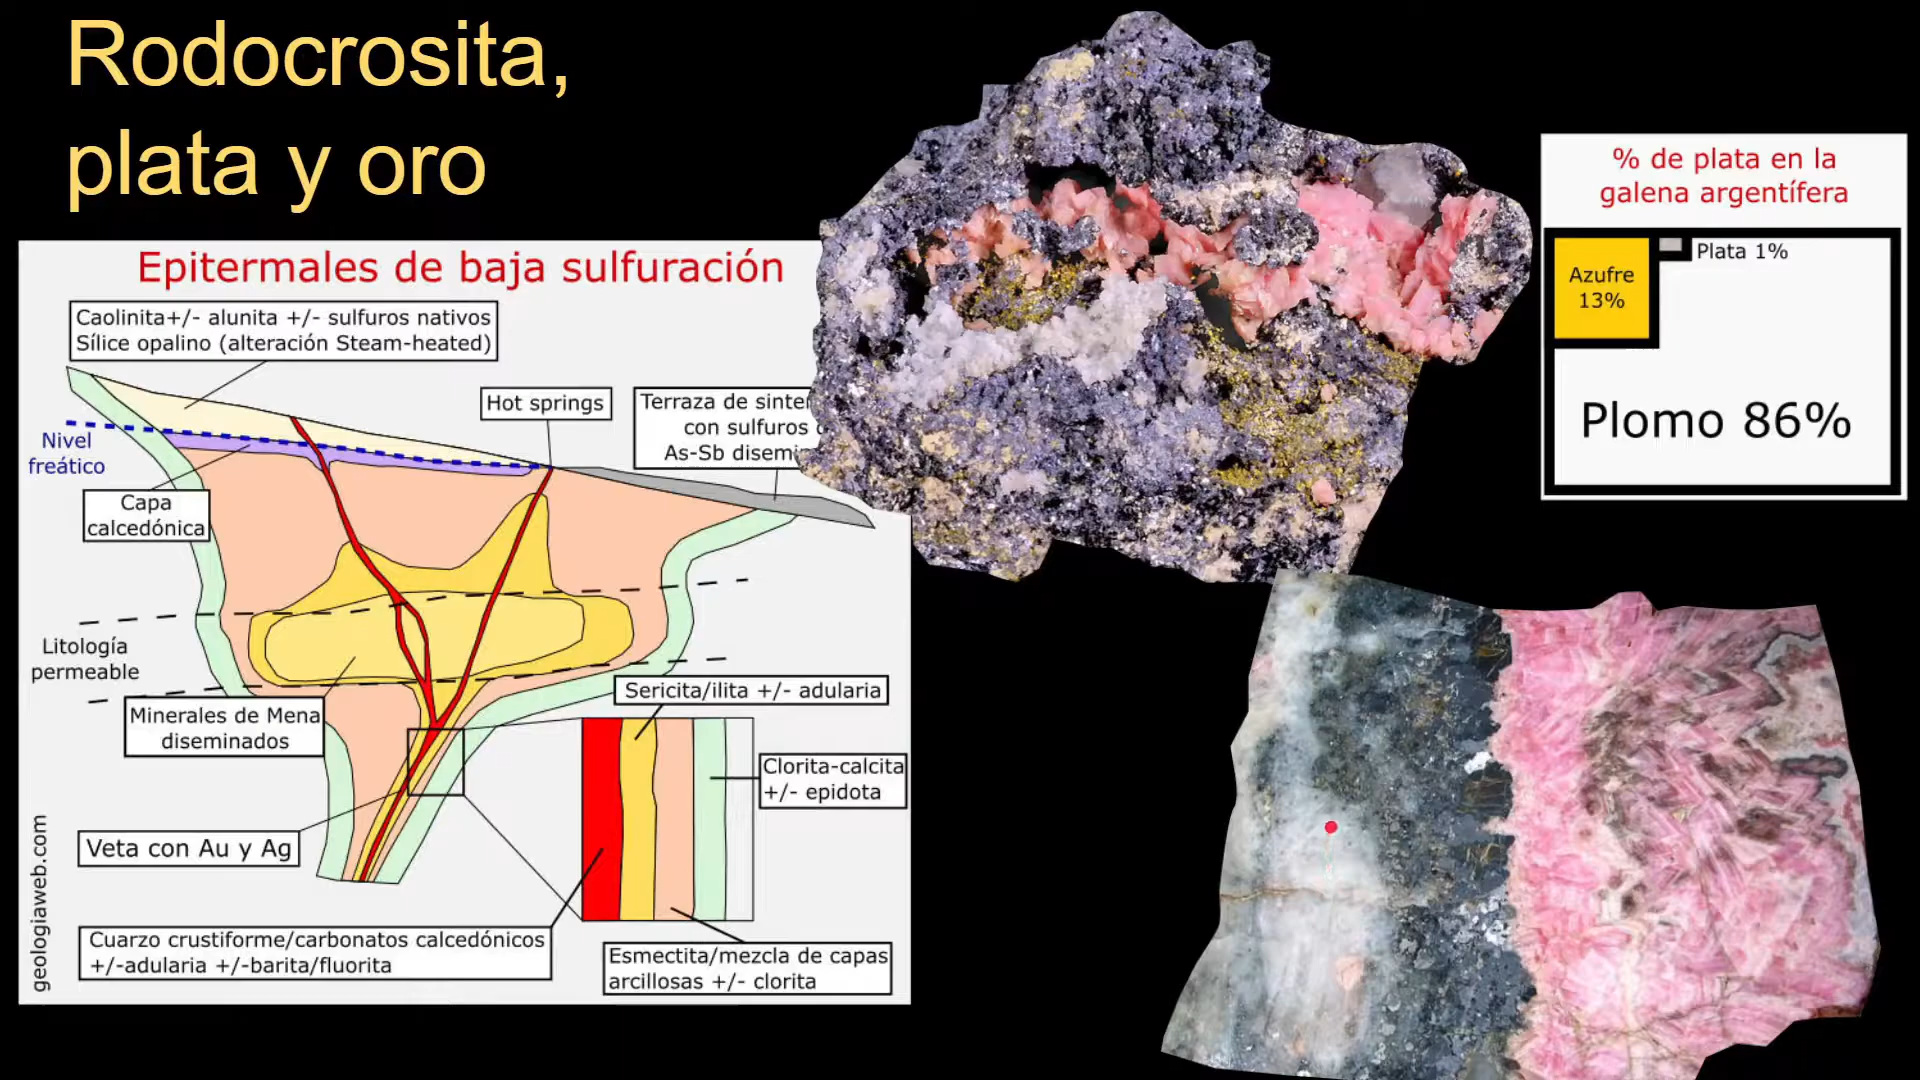 Rodocrosita,
plata y oro
Epitermales de baja sulfuración
Caolinita+/- alunita +/- sulfuros nativos
Sílice opalino (alteración Steam-heated)
Hot springs
Terraza de sinter
con sulfuros
As-Sb
Nivel
freático
Capa
calcedónica
Litología
permeable
Minerales de Mena
diseminados
Sericita/ilita +/- adularia
Clorita-calcita
+/- epidota
Veta con Au y Ag
Cuarzo crustiforme/carbonatos calcedónicos
+/-adularia +/-barita/fluorita
Esmectita/mezcla de capas
arcillosas +/- clorita
geologiaweb.com
% de plata en la
galena argentífera
Azufre
13%
Plata 1%
Plomo 86%